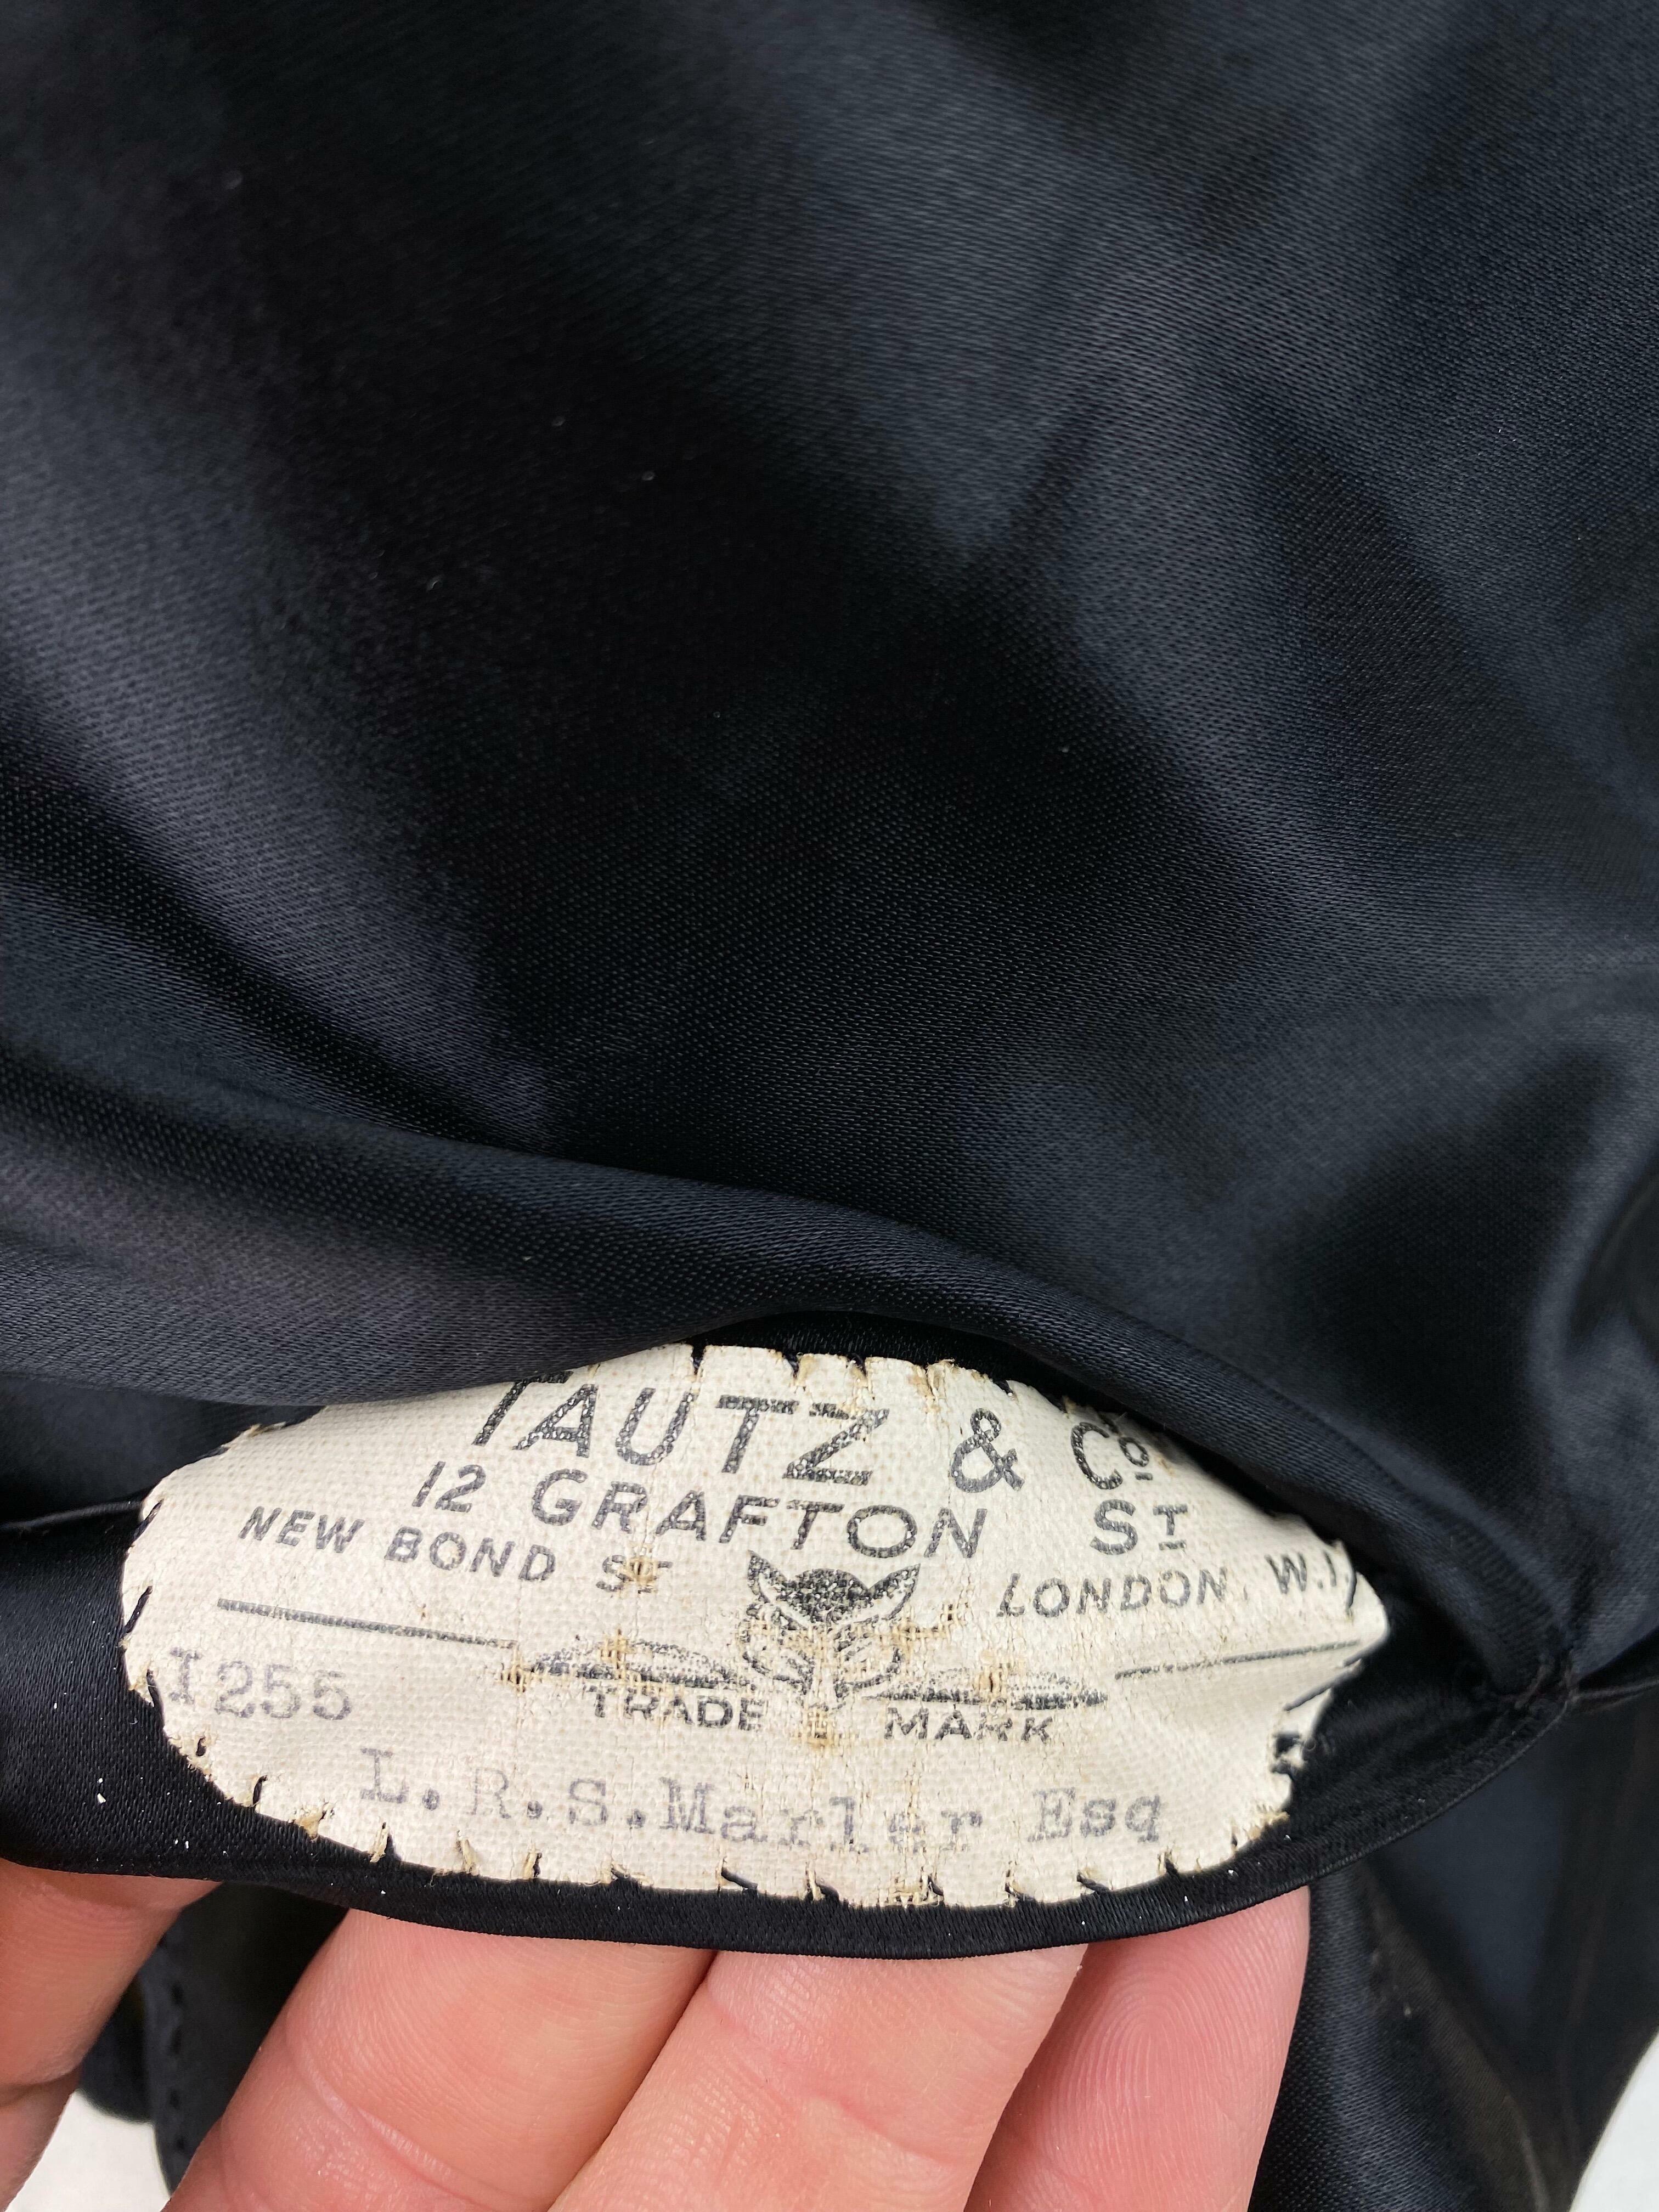 TAUTZ & Co
12 GRAFTON ST
NEW BOND ST LONDON, W.1.
TRADE MARK
1255
L.R.S.Marler Esq